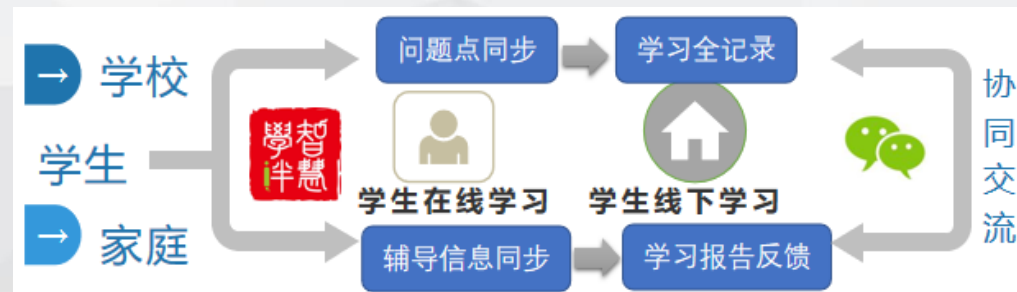 学校
学生
家庭
智慧
學i伴
问题点同步
学习全记录
学生在线学习
学生线下学习
辅导信息同步
学习报告反馈
协同交流